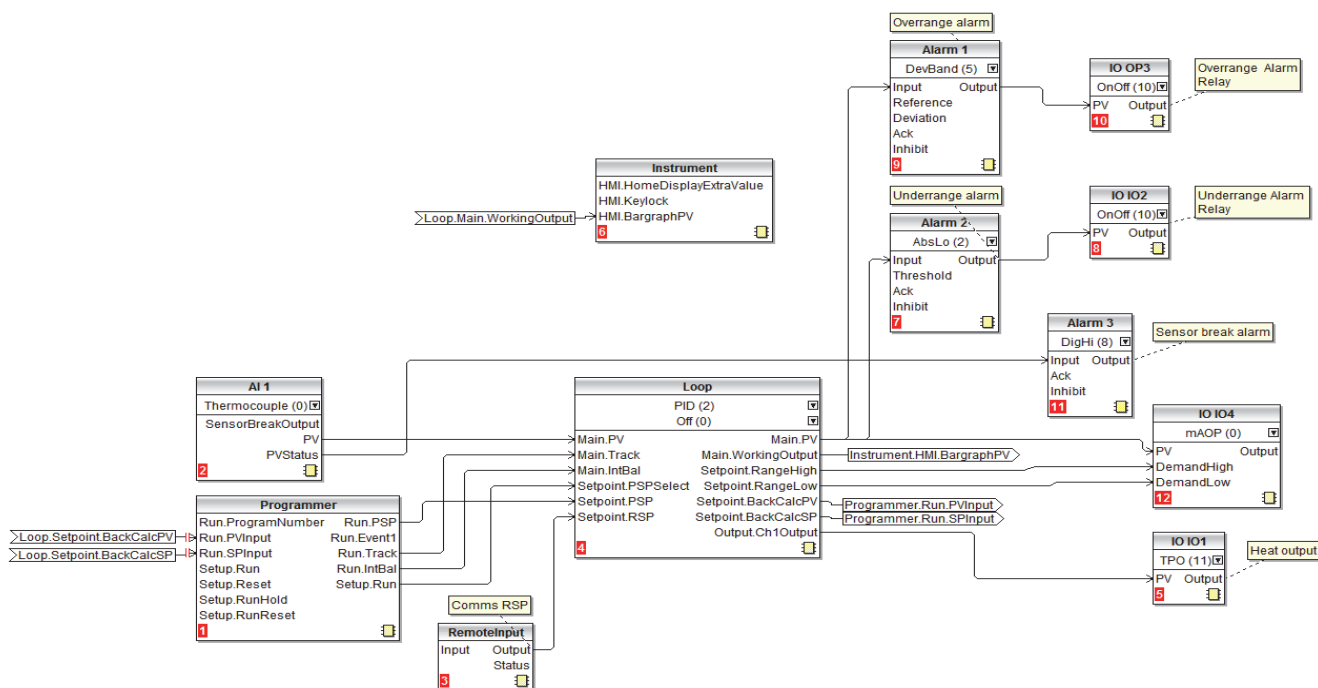 Overrange alarm
Alarm 1
DevBand (5)
Input Output
Reference
Deviation
Ack
Inhibit
9
IO OP3
OnOff (10)
PV Output
10
Overrange Alarm
Relay
Instrument
HMI.HomeDisplayExtraValue
HMI.Keylock
HMI.BargraphPV
6
Loop.Main.WorkingOutput
Underrange alarm
Alarm 2
AbsLo (2)
Input Output
Threshold
Ack
Inhibit
7
IO IO2
OnOff (10)
PV Output
8
Underrange Alarm
Relay
Alarm 3
DigHi (8)
Input Output
Ack
Inhibit
11
Sensor break alarm
AI 1
Thermocouple (0)
SensorBreakOutput
PV
PVStatus
2
Loop
PID (2)
Off (0)
Main.PV Main.PV
Main.Track Main.WorkingOutput
Main.IntBal Setpoint.RangeHigh
Setpoint.PSPSelect Setpoint.RangeLow
Setpoint.PSP Setpoint.BackCalcPV
Setpoint.RSP Setpoint.BackCalcSP
Output.Ch1Output
4
Instrument.HMI.BargraphPV
Programmer.Run.PVInput
Programmer.Run.SPInput
IO IO4
mAOP (0)
PV Output
DemandHigh
DemandLow
12
Programmer
Run.ProgramNumber Run.PSP
Run.PVInput Run.Event1
Run.SPInput Run.Track
Setup.Run Run.IntBal
Setup.Reset Setup.Run
Setup.RunHold
Setup.RunReset
1
Loop.Setpoint.BackCalcPV
Loop.Setpoint.BackCalcSP
IO IO1
TPO (11)
PV Output
5
Heat output
Comms RSP
RemoteInput
Input Output
Status
3